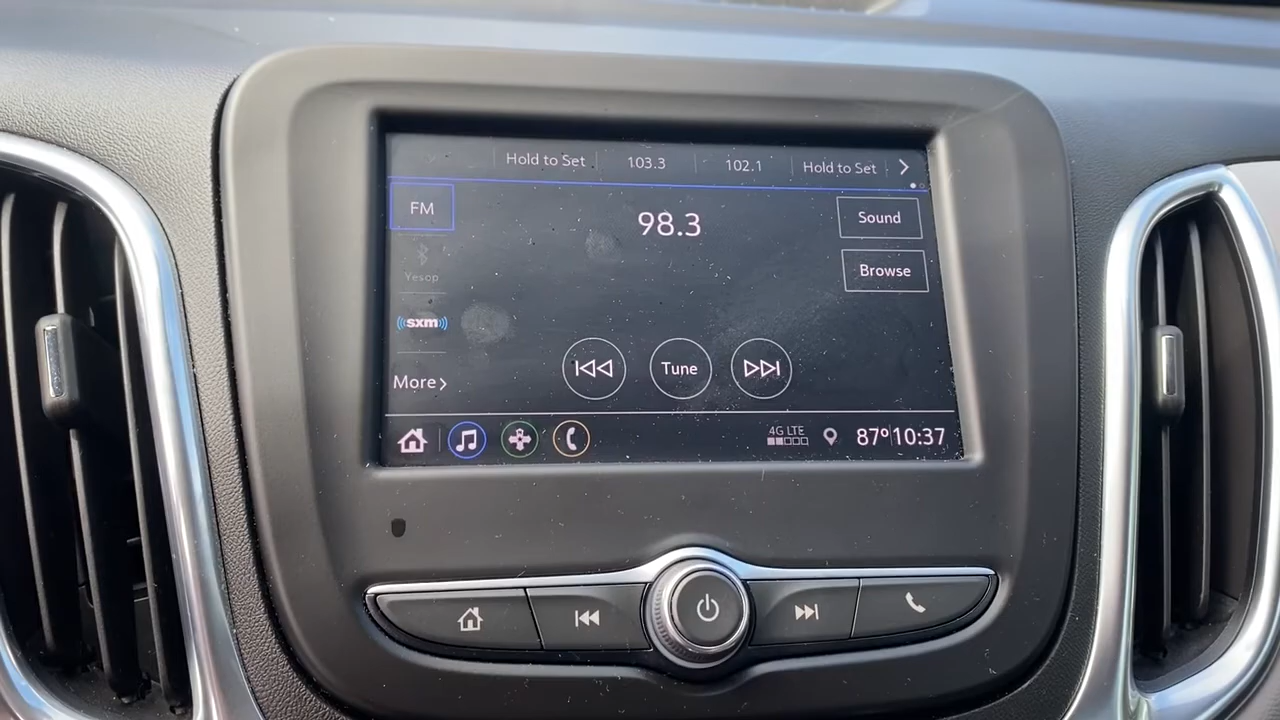 Hold to Set 103.3 102.1 Hold to Set
FM
98.3
Sound
Yesop
Browse
((sxm))
More
Tune
4G LTE
87° 10:37